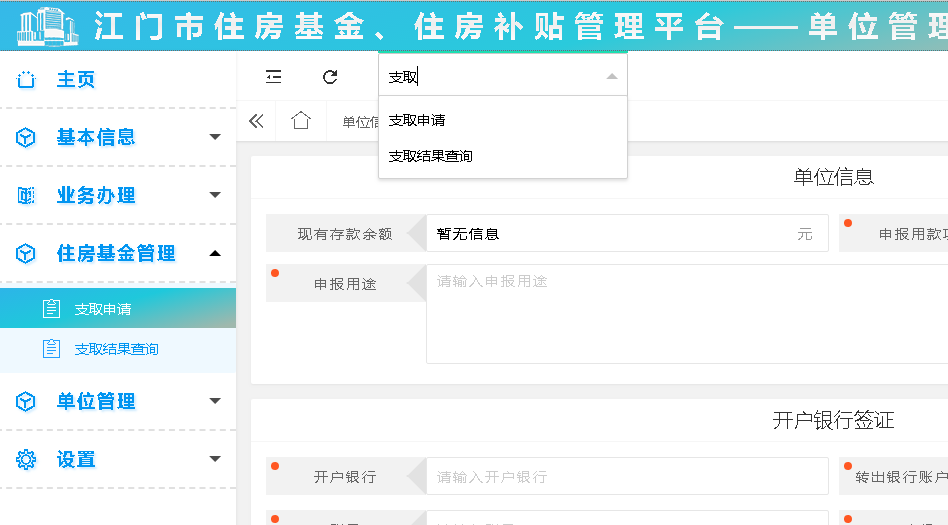 江门市住房基金、住房补贴管理平台——单位管理
主页
支取
基本信息
单位信
支取申请
支取结果查询
业务办理
单位信息
现有存款余额
暂无信息
元
申报用款
住房基金管理
申报用途
请输入申报用途
支取申请
支取结果查询
单位管理
开户银行签证
设置
开户银行
请输入开户银行
转出银行账户